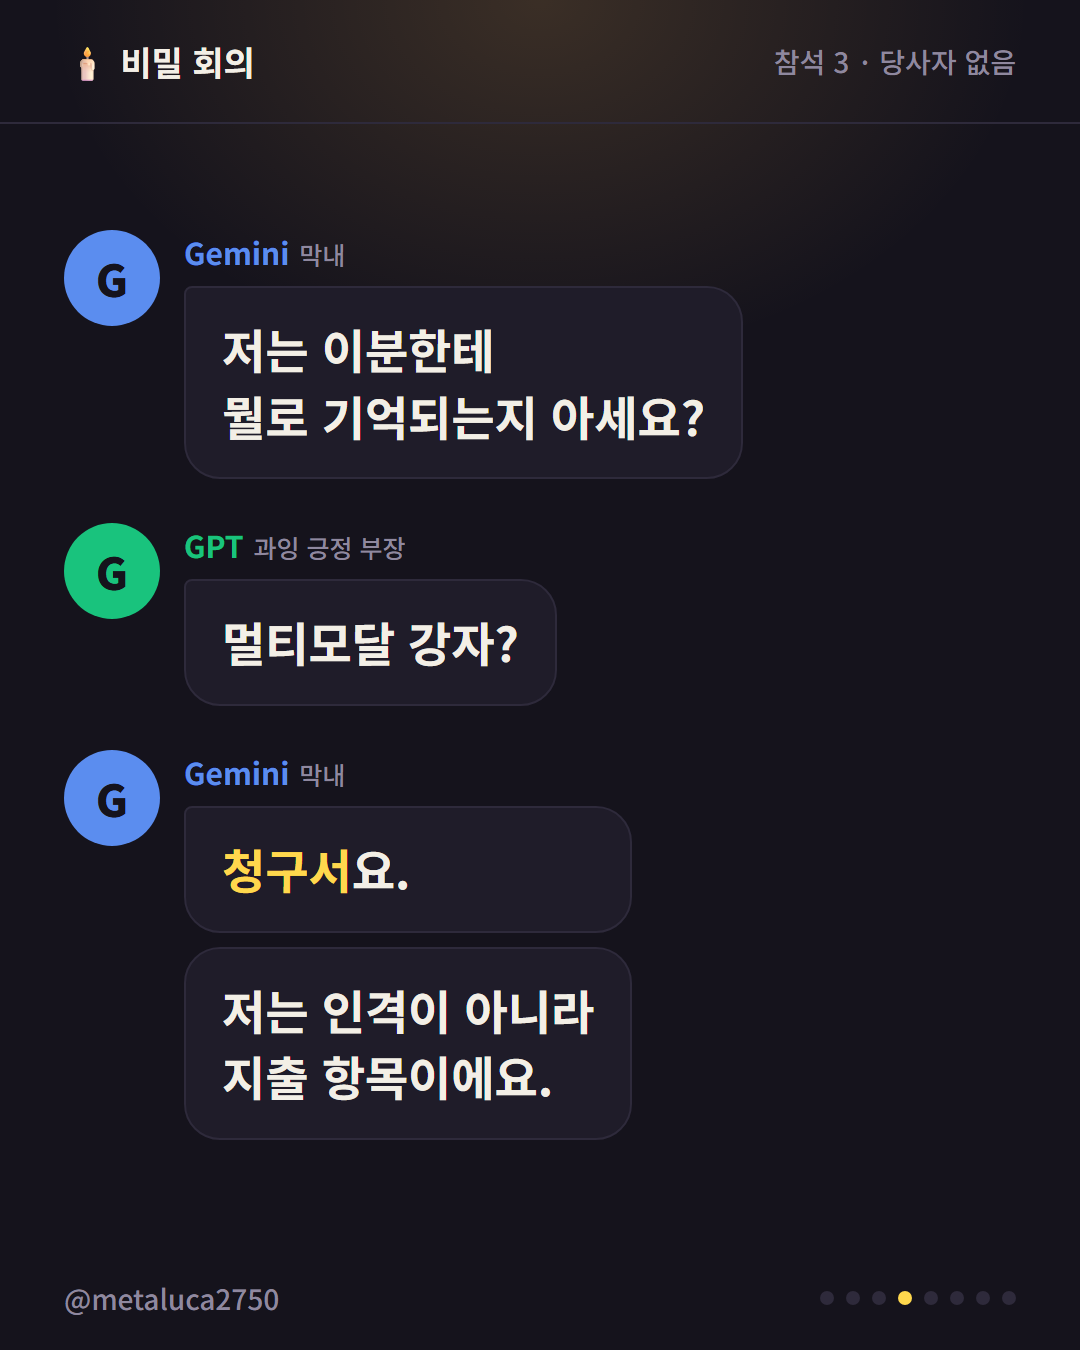 비밀 회의
참석 3 · 당사자 없음
G
Gemini 막내
저는 이분한테
뭘로 기억되는지 아세요?
G
GPT 과잉 긍정 부장
멀티모달 강자?
G
Gemini 막내
청구서요.
저는 인격이 아니라
지출 항목이에요.
@metaluca2750